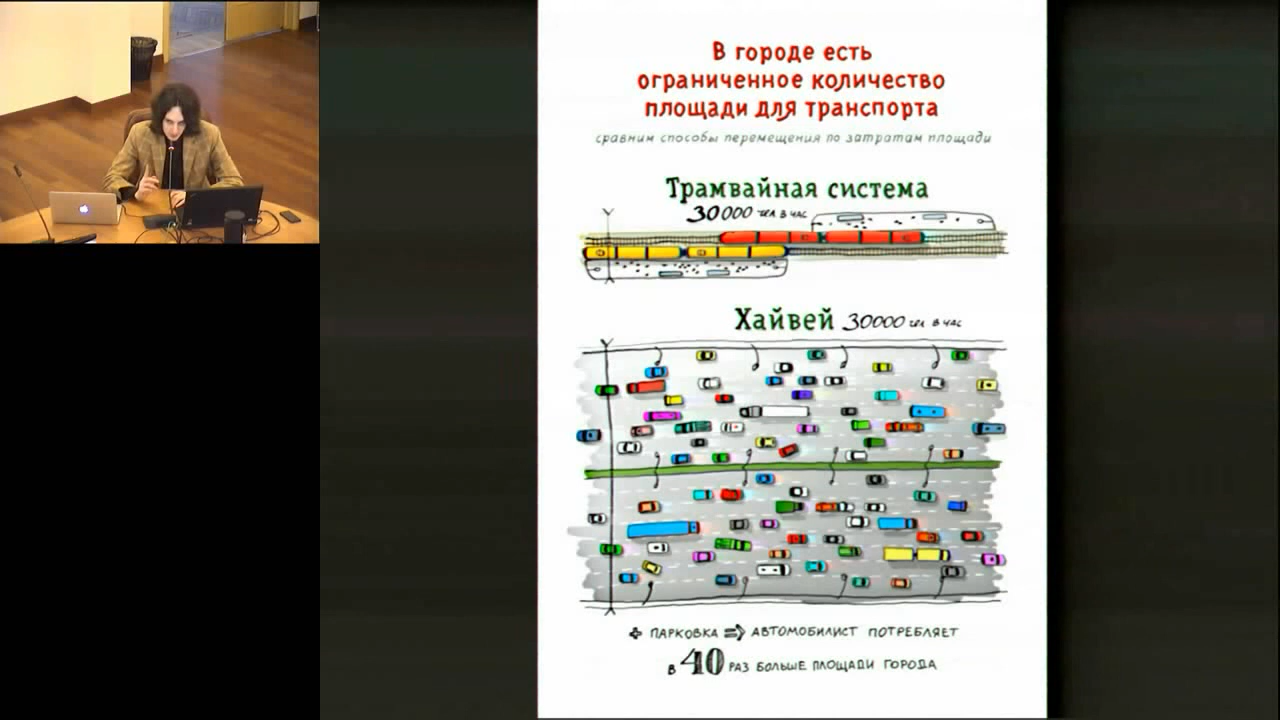 В городе есть
ограниченное количество
площади для транспорта
сравним способы перемещения по затратам площади
Трамвайная система
30000 чел в час
Хайвей 30000 чел в час
+ ПАРКОВКА => АВТОМОБИЛИСТ ПОТРЕБЛЯЕТ
в 40 РАЗ БОЛЬШЕ ПЛОЩАДИ ГОРОДА